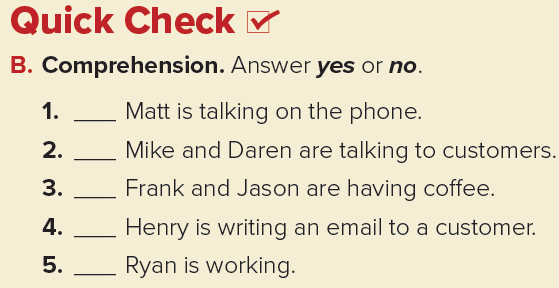 Quick Check
B. Comprehension. Answer yes or no.
1. ____ Matt is talking on the phone.
2. ____ Mike and Daren are talking to customers.
3. ____ Frank and Jason are having coffee.
4. ____ Henry is writing an email to a customer.
5. ____ Ryan is working.